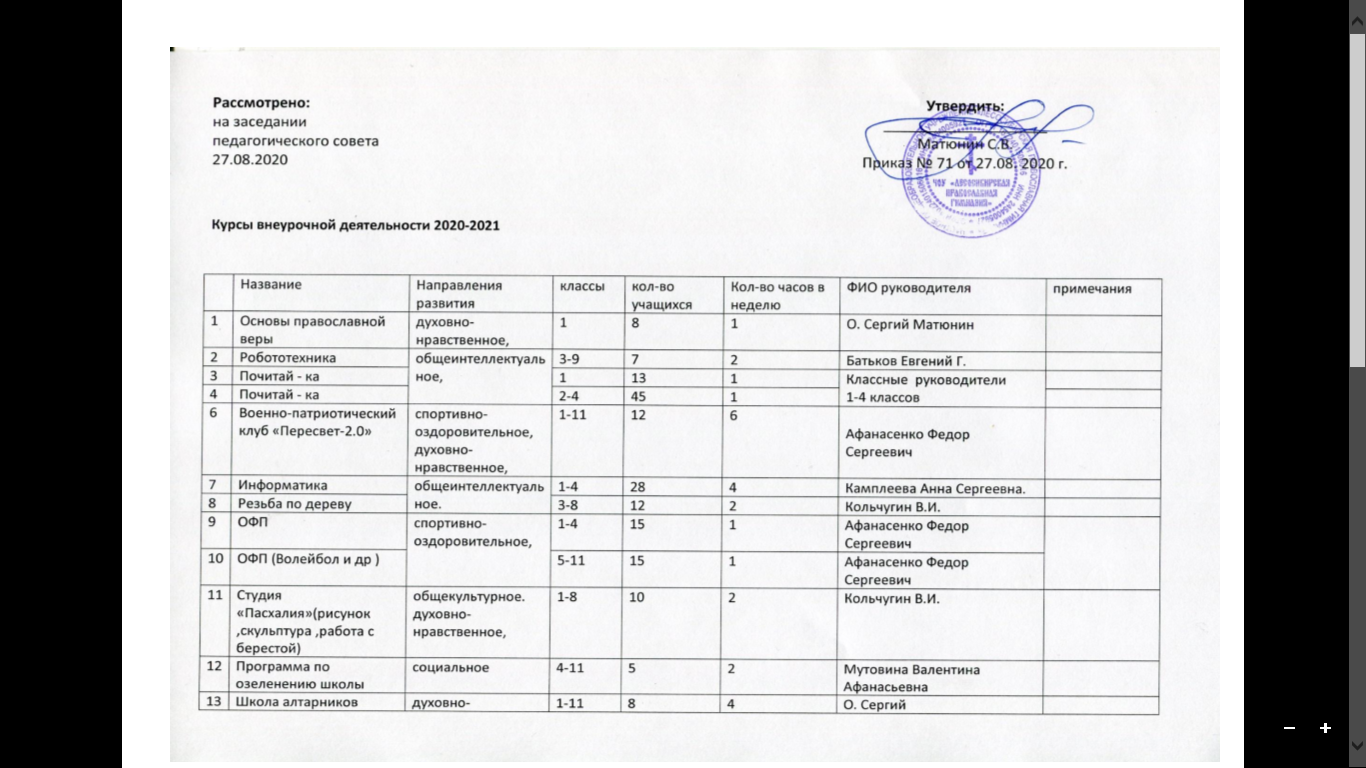 Рассмотрено:
на заседании
педагогического совета
27.08.2020
Утвердить:
Матюнин С.В.
Приказ № 71 от 27.08. 2020 г.
ЧОУ «ЛЕСОСИБИРСКАЯ
ПРАВОСЛАВНАЯ
ГИМНАЗИЯ»
Курсы внеурочной деятельности 2020-2021
Название Направления развития классы кол-во учащихся Кол-во часов в неделю ФИО руководителя примечания
1 Основы православной веры духовно-нравственное, 1 8 1 О. Сергий Матюнин
2 Робототехника общеинтеллектуальное, 3-9 7 2 Батьков Евгений Г.
3 Почитай - ка 1 13 1 Классные руководители
4 Почитай - ка 2-4 45 1 1-4 классов
6 Военно-патриотический клуб «Пересвет-2.0» спортивно-оздоровительное, духовно-нравственное, 1-11 12 6 Афанасенко Федор Сергеевич
7 Информатика общеинтеллектуальное. 1-4 28 4 Камплеева Анна Сергеевна.
8 Резьба по дереву 3-8 12 2 Кольчугин В.И.
9 ОФП спортивно-оздоровительное, 1-4 15 1 Афанасенко Федор Сергеевич
10 ОФП (Волейбол и др ) 5-11 15 1 Афанасенко Федор Сергеевич
11 Студия «Пасхалия»(рисунок ,скульптура ,работа с берестой) общекультурное. духовно-нравственное, 1-8 10 2 Кольчугин В.И.
12 Программа по озеленению школы социальное 4-11 5 2 Мутовина Валентина Афанасьевна
13 Школа алтарников духовно- 1-11 8 4 О. Сергий